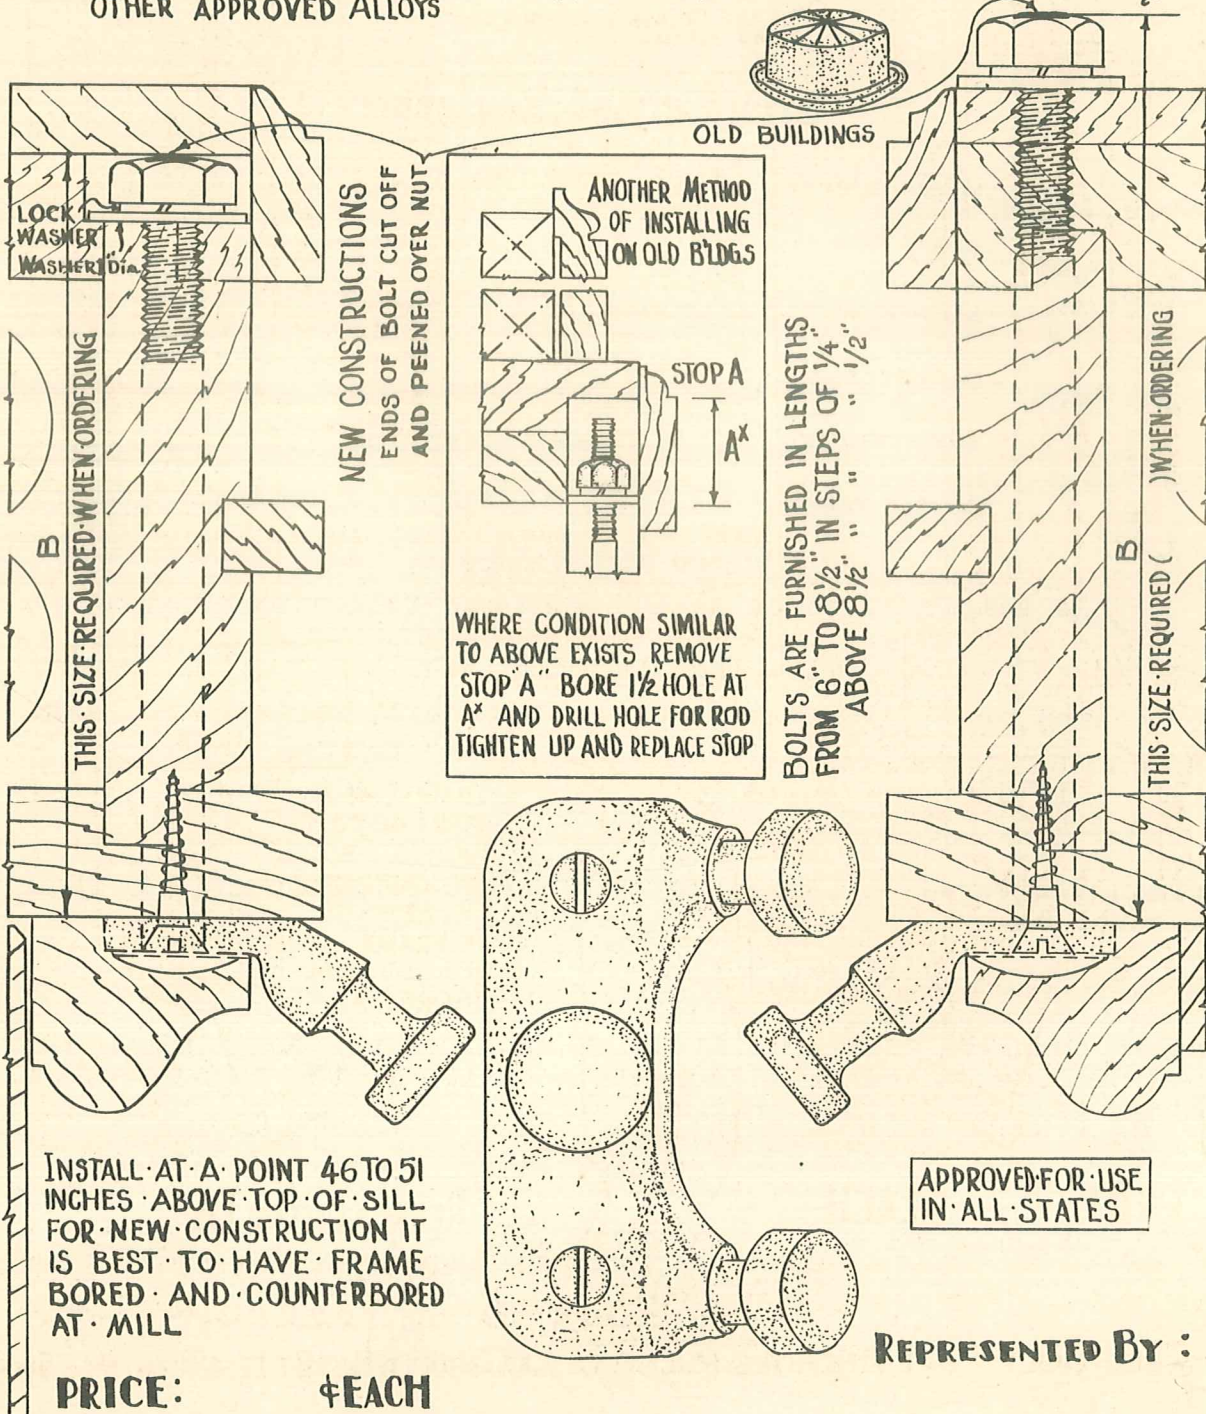 OTHER APPROVED ALLOYS
OLD BUILDINGS
LOCK
WASHER
WASHER 1" Dia.
B
THIS·SIZE·REQUIRED·WHEN·ORDERING
NEW CONSTRUCTIONS
ENDS OF BOLT CUT OFF
AND PEENED OVER NUT
ANOTHER METHOD
OF INSTALLING
ON OLD B'LDGS
STOP A
Aˣ
WHERE CONDITION SIMILAR
TO ABOVE EXISTS REMOVE
STOP "A" BORE 1½" HOLE AT
Aˣ AND DRILL HOLE FOR ROD
TIGHTEN UP AND REPLACE STOP
BOLTS ARE FURNISHED IN LENGTHS
FROM 6" TO 8½" IN STEPS OF ¼"
ABOVE 8½" " " " ½"
B
THIS·SIZE·REQUIRED ( ) WHEN·ORDERING
INSTALL·AT·A·POINT 46 TO 51
INCHES·ABOVE·TOP·OF·SILL
FOR·NEW·CONSTRUCTION IT
IS BEST·TO·HAVE·FRAME
BORED·AND·COUNTERBORED
AT·MILL
APPROVED·FOR·USE
IN·ALL·STATES
REPRESENTED BY:
PRICE: ¢ EACH